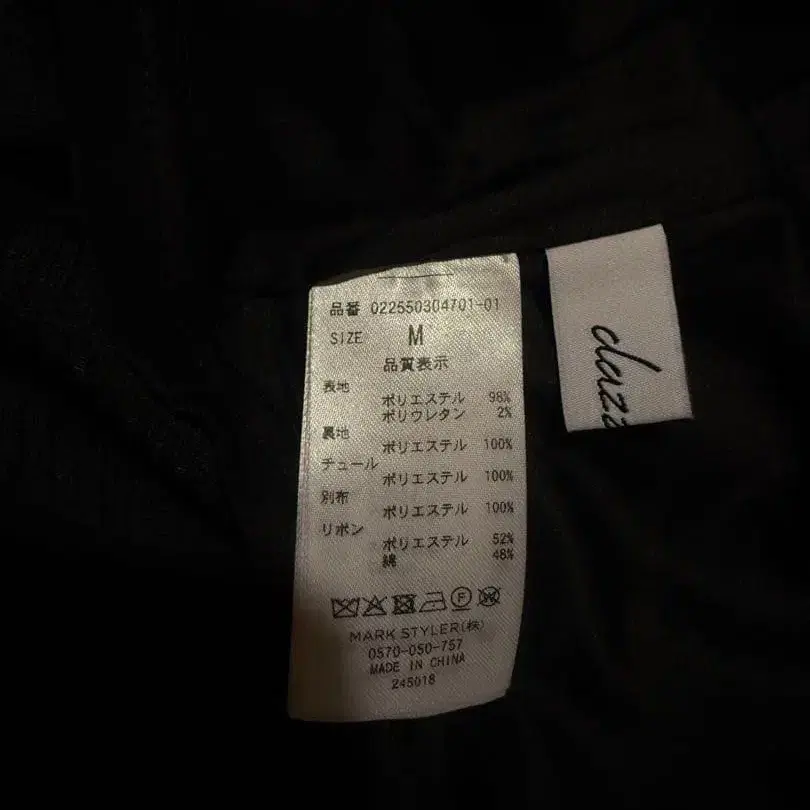 品番 022550304701-01
SIZE M
品質表示
表地
ポリエステル 98%
ポリウレタン 2%
裏地
ポリエステル 100%
チュール
ポリエステル 100%
別布
ポリエステル 100%
リボン
ポリエステル 52%
綿 48%
MARK STYLER(株)
0570-050-757
MADE IN CHINA
245018
dazz